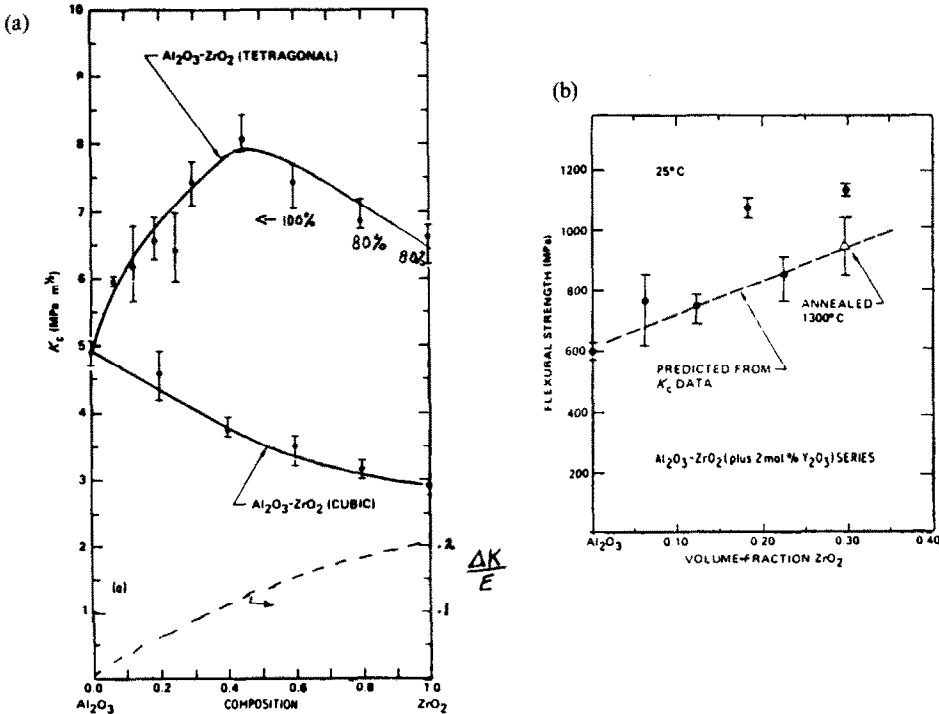 (a)
10
9
8
7
6
5
4
3
2
1
K_c (MPa m^½)
Al₂O₃-ZrO₂ (TETRAGONAL)
← 100%
80%
80%
Al₂O₃-ZrO₂ (CUBIC)
(a)
.2
.1
ΔK
E
0.0 0.2 0.4 0.6 0.8 1.0
Al₂O₃ COMPOSITION ZrO₂
(b)
FLEXURAL STRENGTH (MPa)
1200
1000
800
600
400
200
25°C
ANNEALED
1300°C
PREDICTED FROM
K_c DATA
Al₂O₃-ZrO₂ (plus 2 mol % Y₂O₃) SERIES
Al₂O₃ 0.10 0.20 0.30 0.40
VOLUME-FRACTION ZrO₂